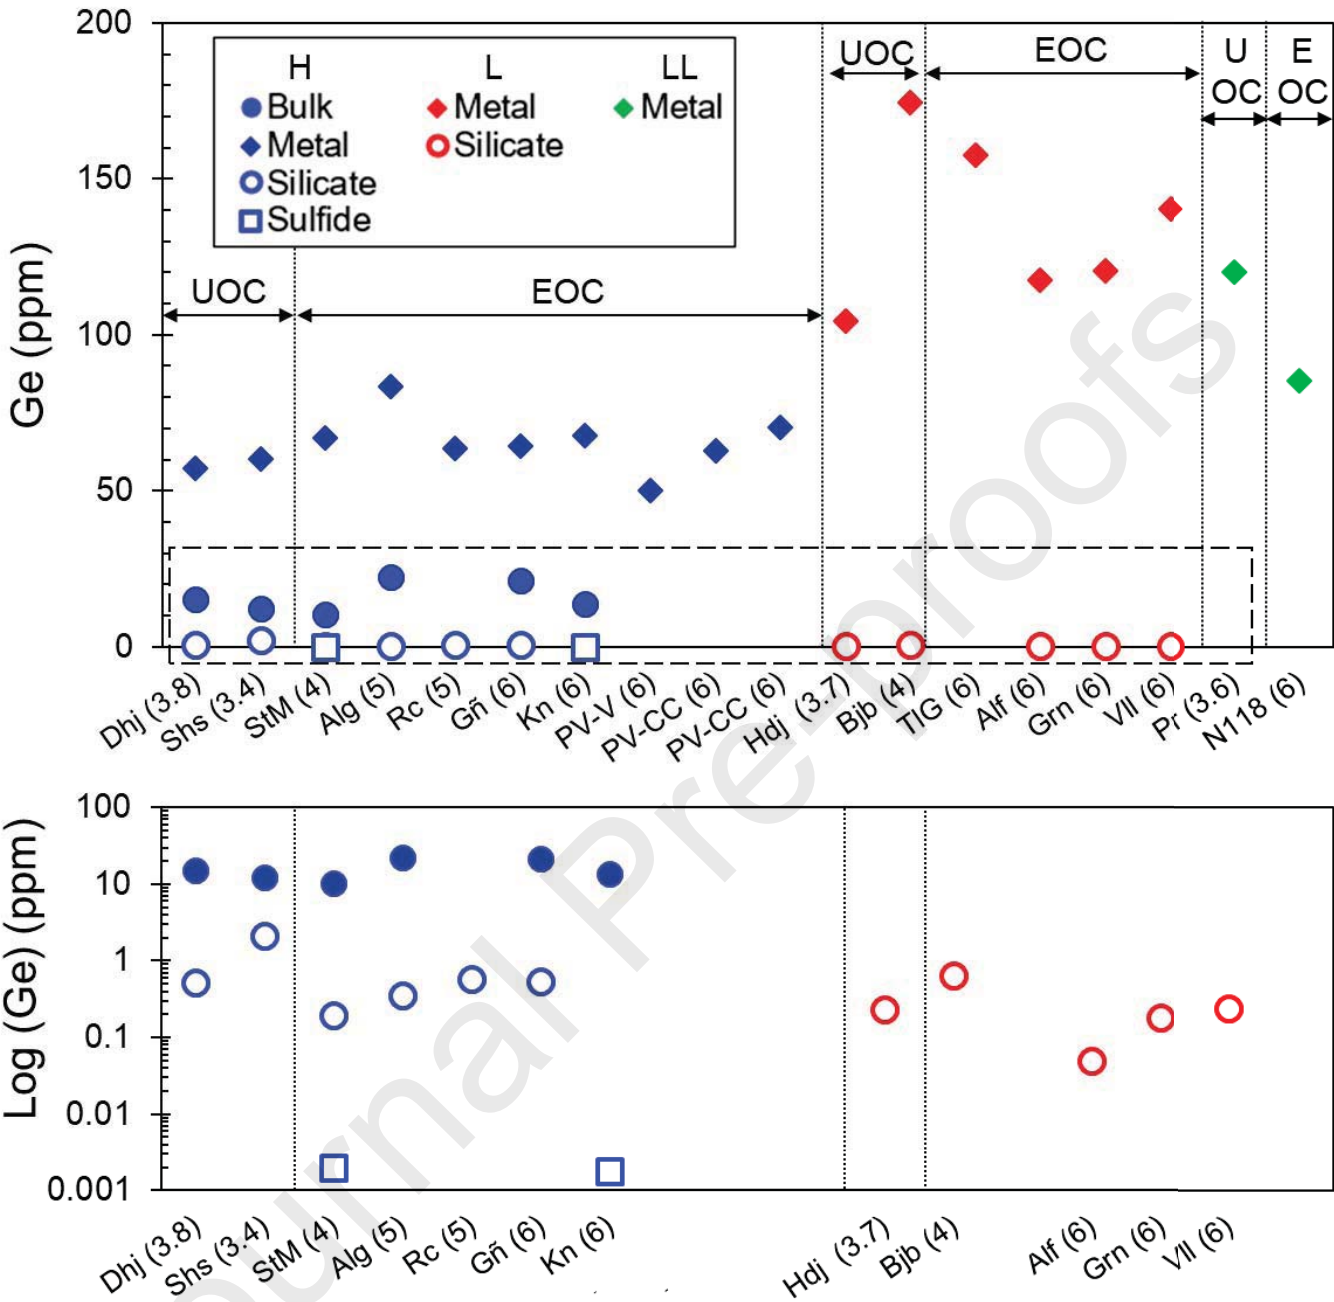 200
150
100
50
0
Ge (ppm)
H L LL
Bulk Metal Metal
Metal Silicate
Silicate
Sulfide
UOC
EOC
UOC
EOC
U
OC
E
OC
Dhj (3.8)
Shs (3.4)
StM (4)
Alg (5)
Rc (5)
Gñ (6)
Kn (6)
PV-V (6)
PV-CC (6)
PV-CC (6)
Hdj (3.7)
Bjb (4)
TIG (6)
Alf (6)
Grn (6)
Vll (6)
Pr (3.6)
N118 (6)
100
10
1
0.1
0.01
0.001
Log (Ge) (ppm)
Dhj (3.8)
Shs (3.4)
StM (4)
Alg (5)
Rc (5)
Gñ (6)
Kn (6)
Hdj (3.7)
Bjb (4)
Alf (6)
Grn (6)
Vll (6)
Journal Pre-proofs